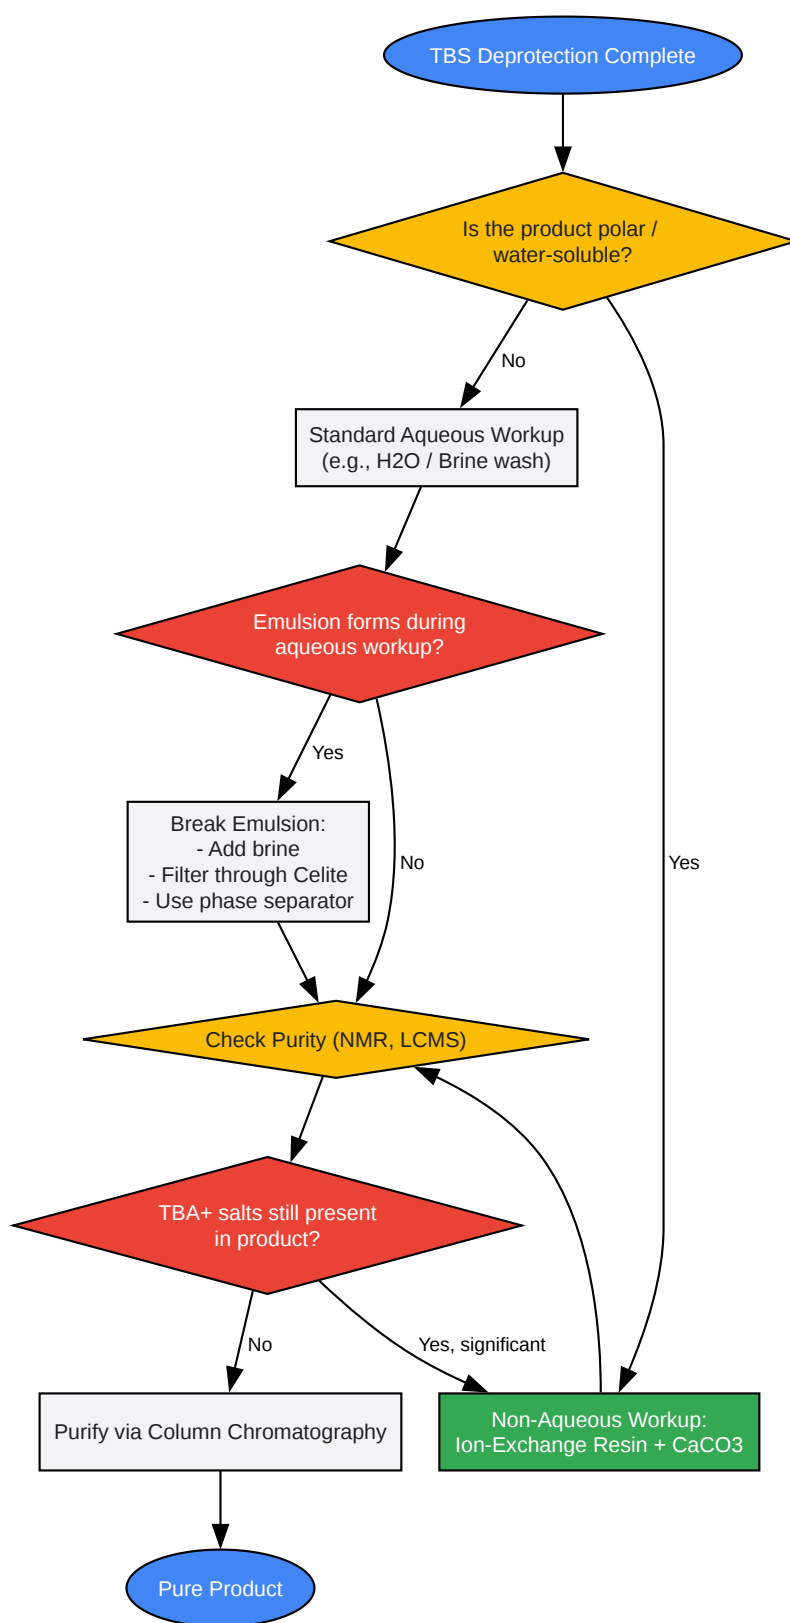 TBS Deprotection Complete
Is the product polar /
water-soluble?
No
Standard Aqueous Workup
(e.g., H2O / Brine wash)
Emulsion forms during
aqueous workup?
Yes
Break Emulsion:
- Add brine
- Filter through Celite
- Use phase separator
No
Yes
Check Purity (NMR, LCMS)
TBA+ salts still present
in product?
No
Yes, significant
Purify via Column Chromatography
Non-Aqueous Workup:
Ion-Exchange Resin + CaCO3
Pure Product